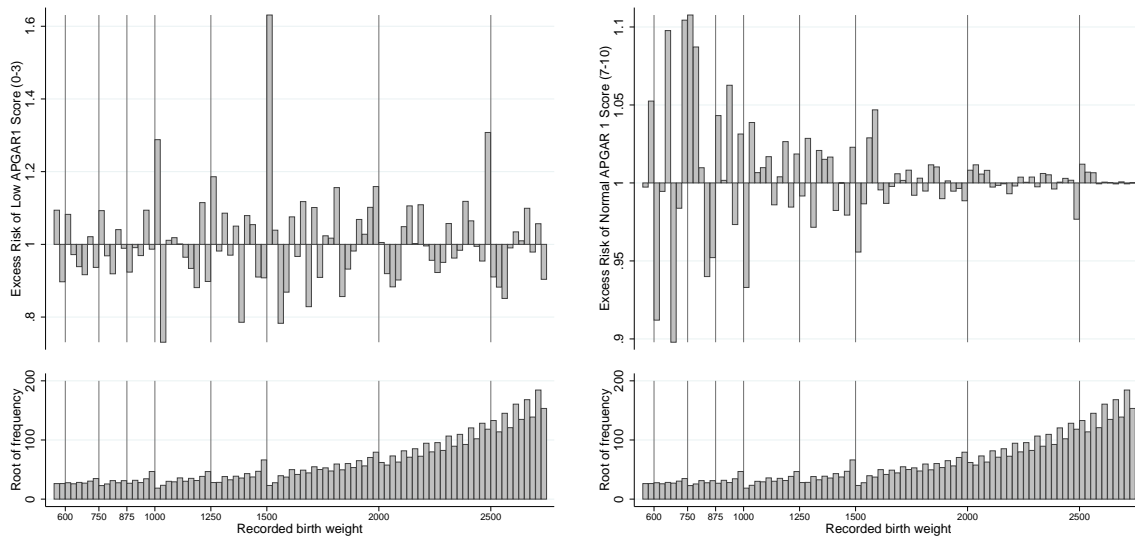 Excess Risk of Low APGAR1 Score (0-3)
1.6
1.4
1.2
1
.8
Root of frequency
200
100
0
600 750 875 1000 1250 1500 2000 2500
Recorded birth weight
Excess Risk of Normal APGAR 1 Score (7-10)
1.1
1.05
1
.95
.9
Root of frequency
200
100
0
600 750 875 1000 1250 1500 2000 2500
Recorded birth weight